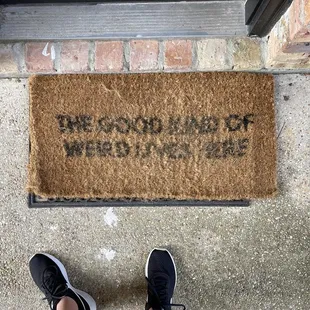 THE GOOD KIND OF
WEIRD LIVES HERE